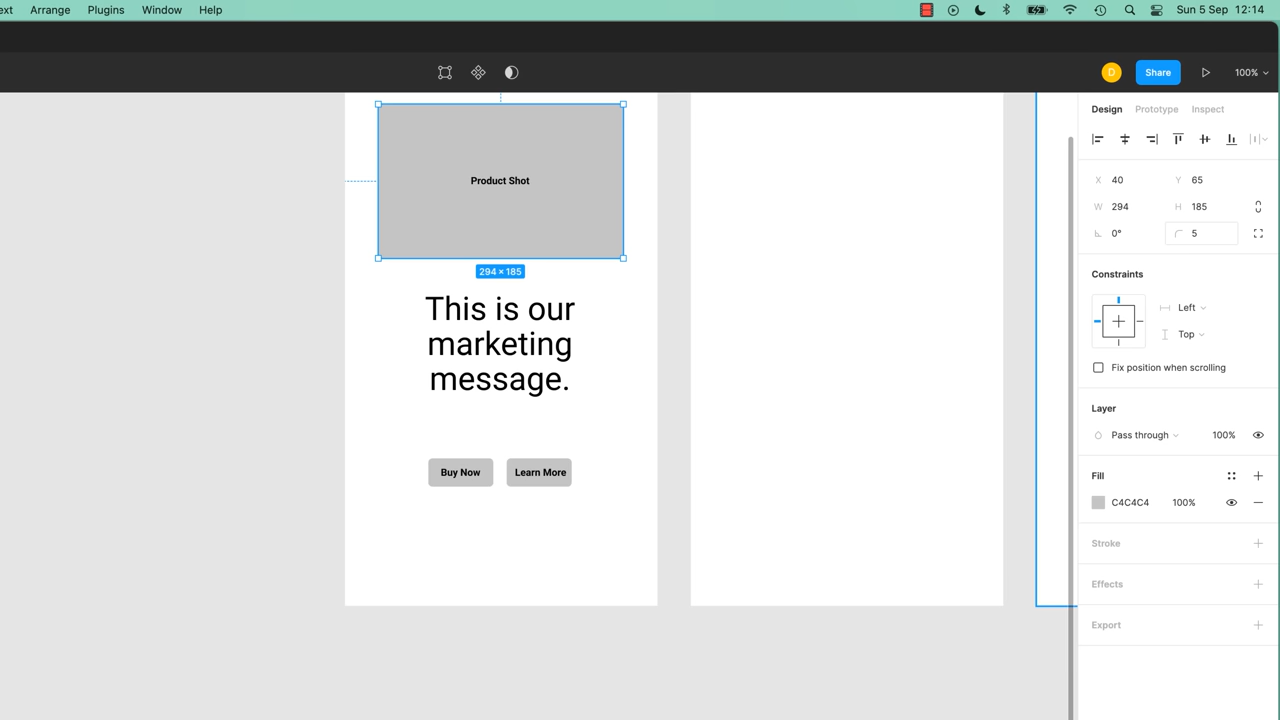 ext Arrange Plugins Window Help Sun 5 Sep 12:14
D Share 100%
Design Prototype Inspect
X 40 Y 65
W 294 H 185
0° 5
Constraints
Left
Top
Fix position when scrolling
Layer
Pass through 100%
Fill
C4C4C4 100%
Stroke
Effects
Export
Product Shot
294 × 185
This is our
marketing
message.
Buy Now Learn More